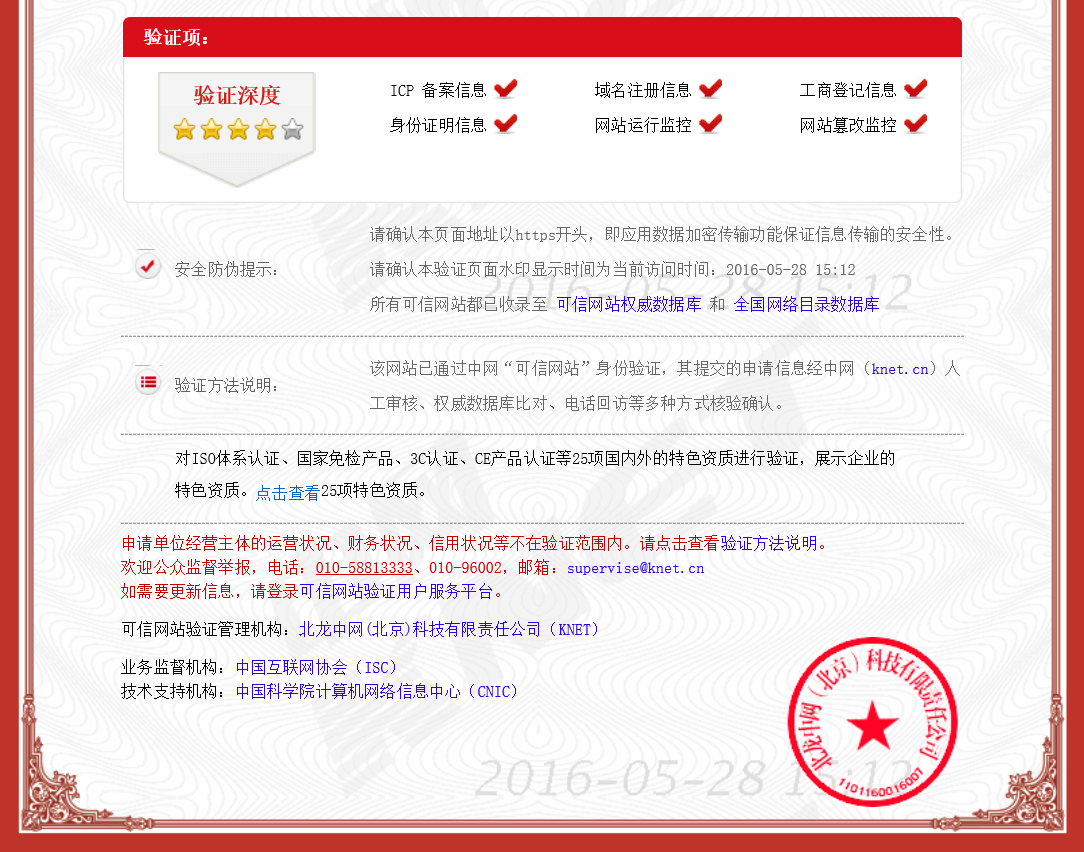 验证项：
验证深度
ICP 备案信息
域名注册信息
工商登记信息
身份证明信息
网站运行监控
网站篡改监控
安全防伪提示：
请确认本页面地址以https开头，即应用数据加密传输功能保证信息传输的安全性。
请确认本验证页面水印显示时间为当前访问时间：2016-05-28 15:12
所有可信网站都已收录至 可信网站权威数据库 和 全国网络目录数据库
2016-05-28 15:12
验证方法说明：
该网站已通过中网“可信网站”身份验证，其提交的申请信息经中网（knet.cn）人
工审核、权威数据库比对、电话回访等多种方式核验确认。
对ISO体系认证、国家免检产品、3C认证、CE产品认证等25项国内外的特色资质进行验证，展示企业的
特色资质。点击查看25项特色资质。
申请单位经营主体的运营状况、财务状况、信用状况等不在验证范围内。请点击查看验证方法说明。
欢迎公众监督举报，电话：010-58813333、010-96002，邮箱：supervise@knet.cn
如需要更新信息，请登录可信网站验证用户服务平台。
可信网站验证管理机构：北龙中网(北京)科技有限责任公司（KNET）
业务监督机构：中国互联网协会（ISC）
技术支持机构：中国科学院计算机网络信息中心（CNIC）
北龙中网（北京）科技有限责任公司
1101160016007
2016-05-28 15:12